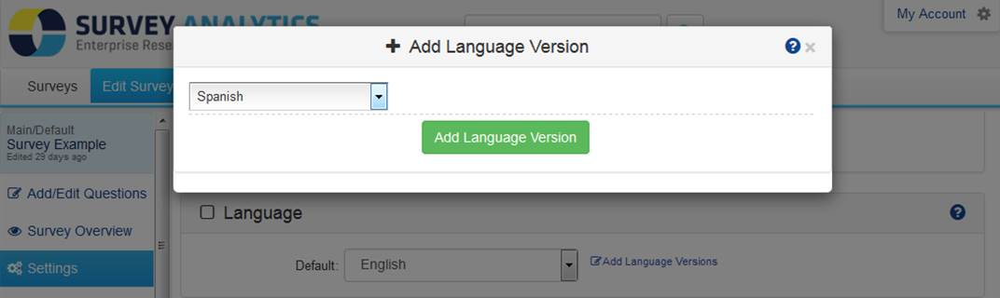 SURVEY ANALYTICS
Enterprise Rese
My Account
Add Language Version
Surveys
Edit Survey
Spanish
Add Language Version
Main/Default
Survey Example
Edited 29 days ago
Add/Edit Questions
Survey Overview
Settings
Language
Default:
English
Add Language Versions